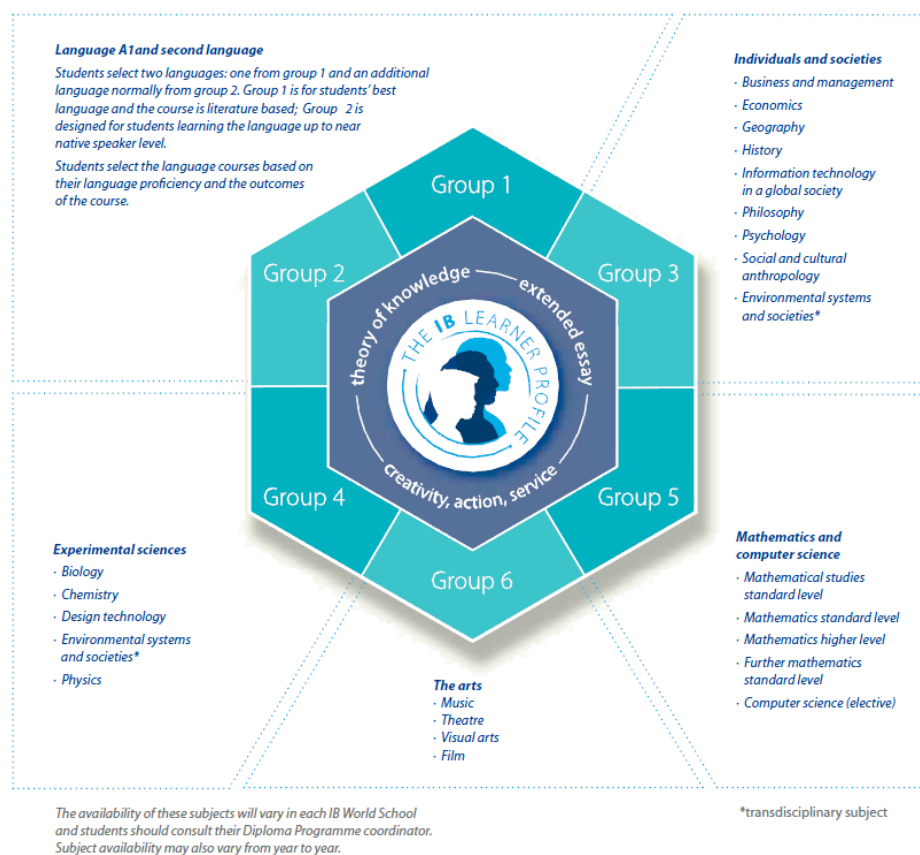 Language A1and second language
Students select two languages: one from group 1 and an additional
language normally from group 2. Group 1 is for students' best
language and the course is literature based; Group 2 is
designed for students learning the language up to near
native speaker level.
Students select the language courses based on
their language proficiency and the outcomes
of the course.
Individuals and societies
· Business and management
· Economics
· Geography
· History
· Information technology
in a global society
· Philosophy
· Psychology
· Social and cultural
anthropology
· Environmental systems
and societies*
Group 1
Group 2
Group 3
theory of knowledge
extended essay
THE IB LEARNER PROFILE
creativity, action, service
Group 4
Group 5
Group 6
Experimental sciences
· Biology
· Chemistry
· Design technology
· Environmental systems
and societies*
· Physics
The arts
· Music
· Theatre
· Visual arts
· Film
Mathematics and
computer science
· Mathematical studies
standard level
· Mathematics standard level
· Mathematics higher level
· Further mathematics
standard level
· Computer science (elective)
The availability of these subjects will vary in each IB World School
and students should consult their Diploma Programme coordinator.
Subject availability may also vary from year to year.
*transdisciplinary subject